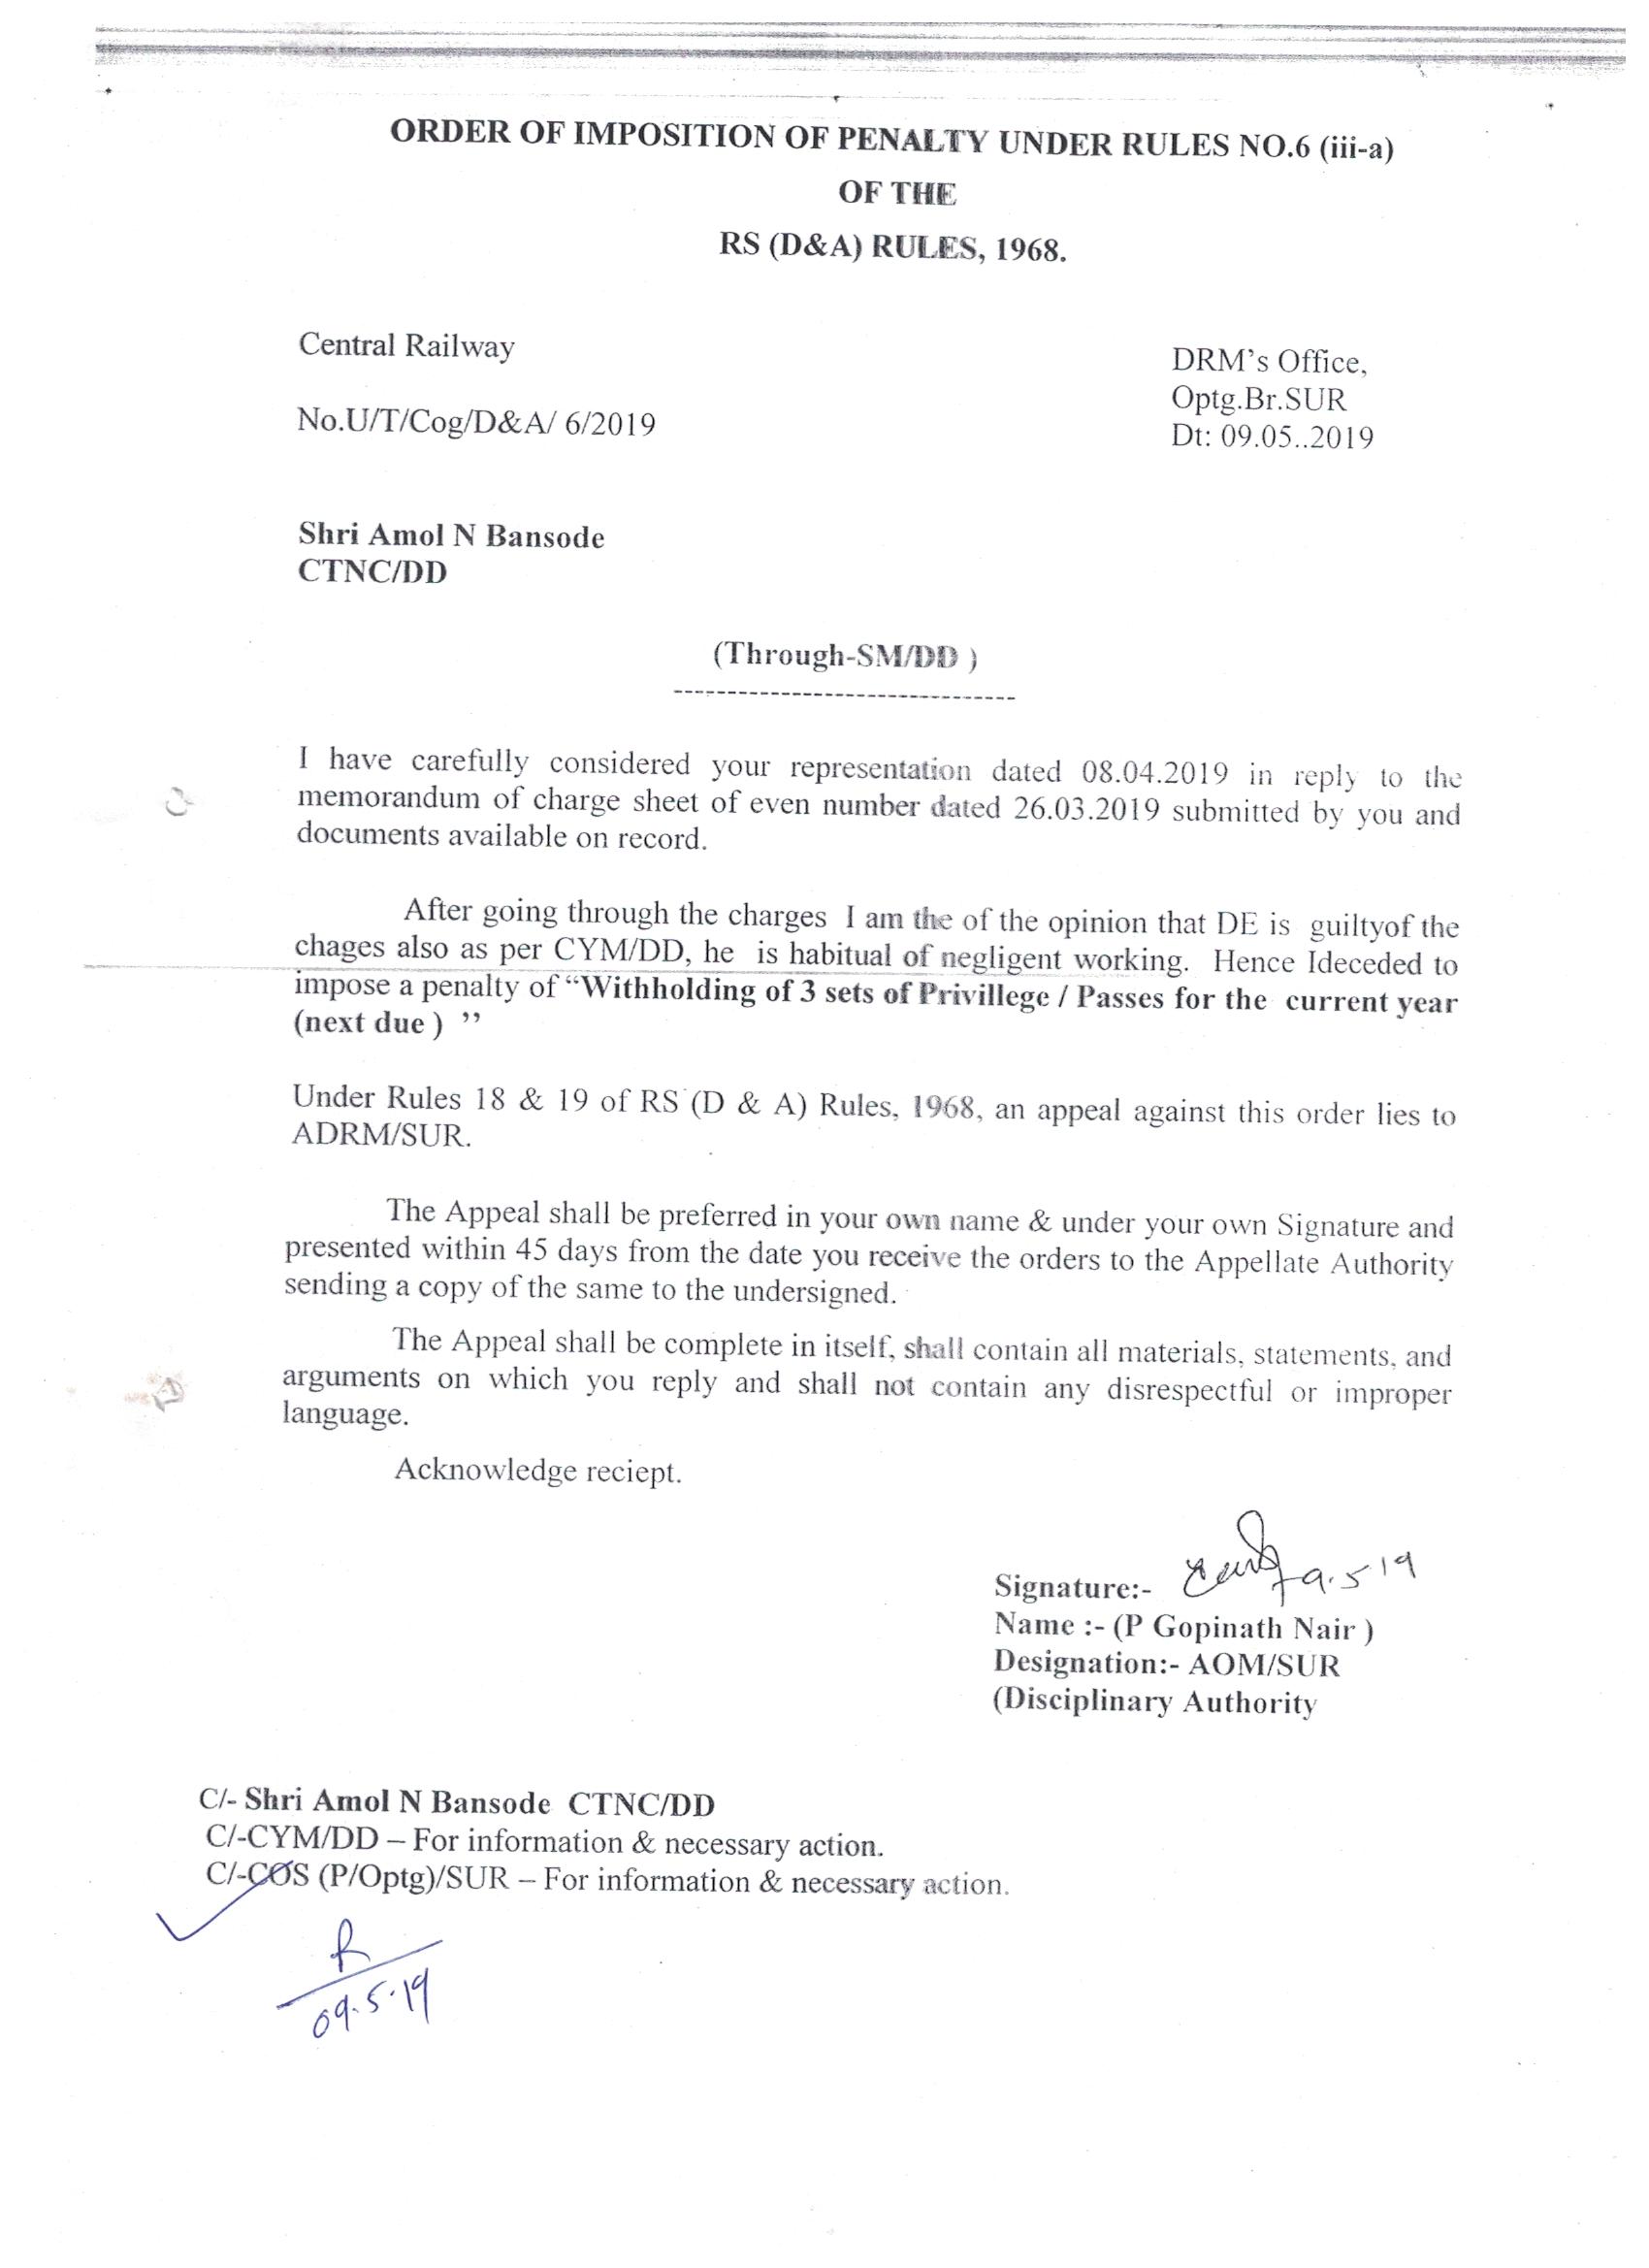 ORDER OF IMPOSITION OF PENALTY UNDER RULES NO.6 (iii-a)
OF THE
RS (D&A) RULES, 1968.
Central Railway
DRM's Office,
Optg.Br.SUR
No.U/T/Cog/D&A/ 6/2019
Dt: 09.05..2019
Shri Amol N Bansode
CTNC/DD
(Through-SM/DD )
--------------------------------
I have carefully considered your representation dated 08.04.2019 in reply to the
memorandum of charge sheet of even number dated 26.03.2019 submitted by you and
documents available on record.
After going through the charges I am the of the opinion that DE is guiltyof the
chages also as per CYM/DD, he is habitual of negligent working. Hence Ideceded to
impose a penalty of “Withholding of 3 sets of Privillege / Passes for the current year
(next due ) ”
Under Rules 18 & 19 of RS (D & A) Rules, 1968, an appeal against this order lies to
ADRM/SUR.
The Appeal shall be preferred in your own name & under your own Signature and
presented within 45 days from the date you receive the orders to the Appellate Authority
sending a copy of the same to the undersigned.
The Appeal shall be complete in itself, shall contain all materials, statements, and
arguments on which you reply and shall not contain any disrespectful or improper
language.
Acknowledge reciept.
9.5.19
Signature:-
Name :- (P Gopinath Nair )
Designation:- AOM/SUR
(Disciplinary Authority
C/- Shri Amol N Bansode CTNC/DD
C/-CYM/DD – For information & necessary action.
C/-COS (P/Optg)/SUR – For information & necessary action.
09.5.19